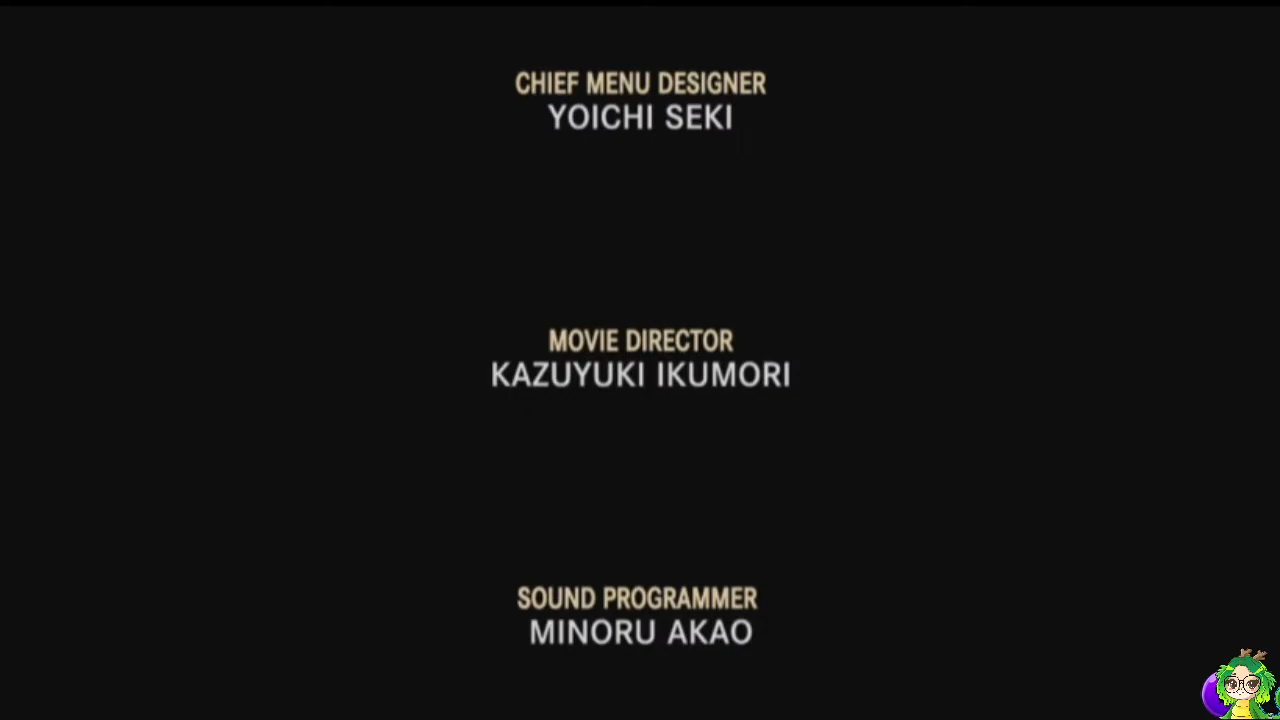 CHIEF MENU DESIGNER
YOICHI SEKI
MOVIE DIRECTOR
KAZUYUKI IKUMORI
SOUND PROGRAMMER
MINORU AKAO